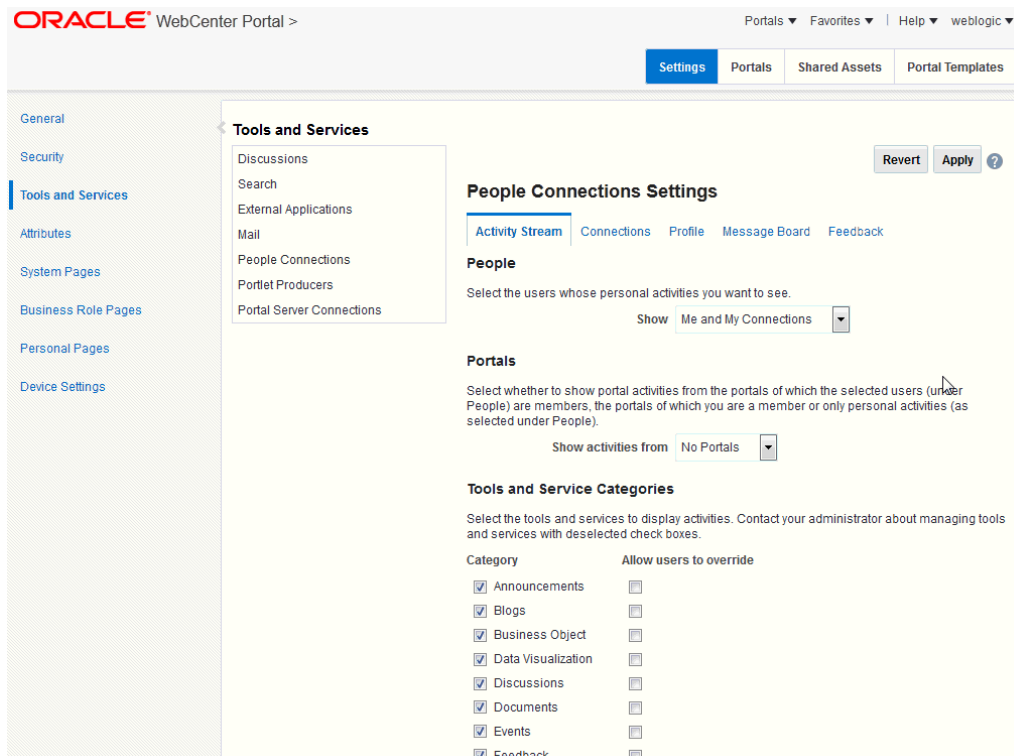 ORACLE WebCenter Portal >
Portals Favorites | Help weblogic
Settings Portals Shared Assets Portal Templates
General
Security
Tools and Services
Attributes
System Pages
Business Role Pages
Personal Pages
Device Settings
Tools and Services
Discussions
Search
External Applications
Mail
People Connections
Portlet Producers
Portal Server Connections
Revert Apply ?
People Connections Settings
Activity Stream Connections Profile Message Board Feedback
People
Select the users whose personal activities you want to see.
Show Me and My Connections
Portals
Select whether to show portal activities from the portals of which the selected users (under
People) are members, the portals of which you are a member or only personal activities (as
selected under People).
Show activities from No Portals
Tools and Service Categories
Select the tools and services to display activities. Contact your administrator about managing tools
and services with deselected check boxes.
Category Allow users to override
Announcements
Blogs
Business Object
Data Visualization
Discussions
Documents
Events
Feedback